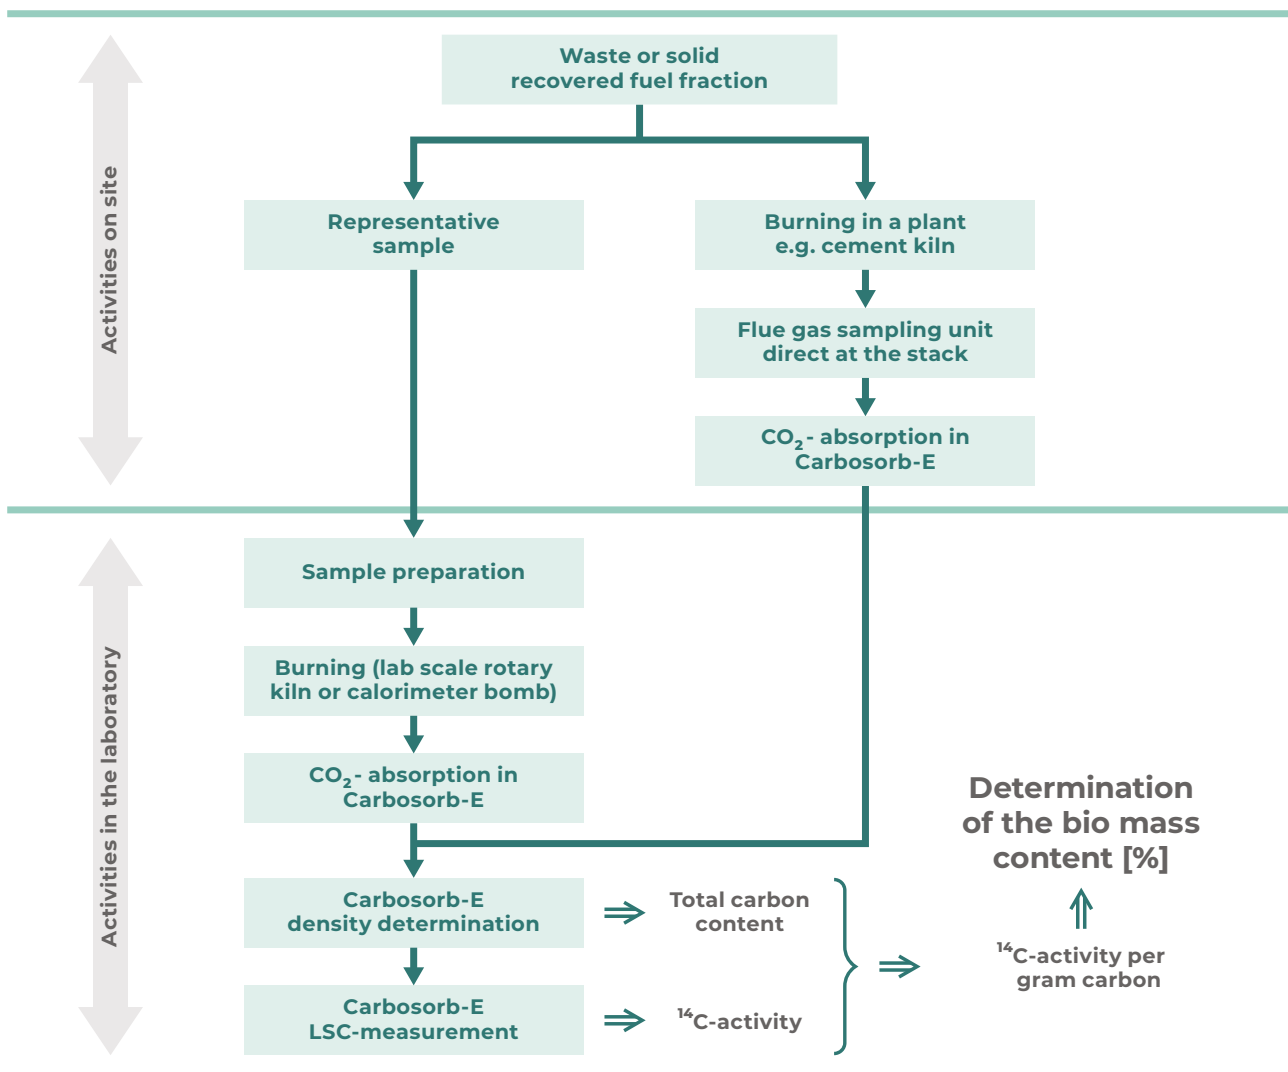 Waste or solid
recovered fuel fraction
Activities on site
Representative
sample
Burning in a plant
e.g. cement kiln
Flue gas sampling unit
direct at the stack
CO₂- absorption in
Carbosorb-E
Activities in the laboratory
Sample preparation
Burning (lab scale rotary
kiln or calorimeter bomb)
CO₂- absorption in
Carbosorb-E
Carbosorb-E
density determination
Total carbon
content
Carbosorb-E
LSC-measurement
¹⁴C-activity
¹⁴C-activity per
gram carbon
Determination
of the bio mass
content [%]